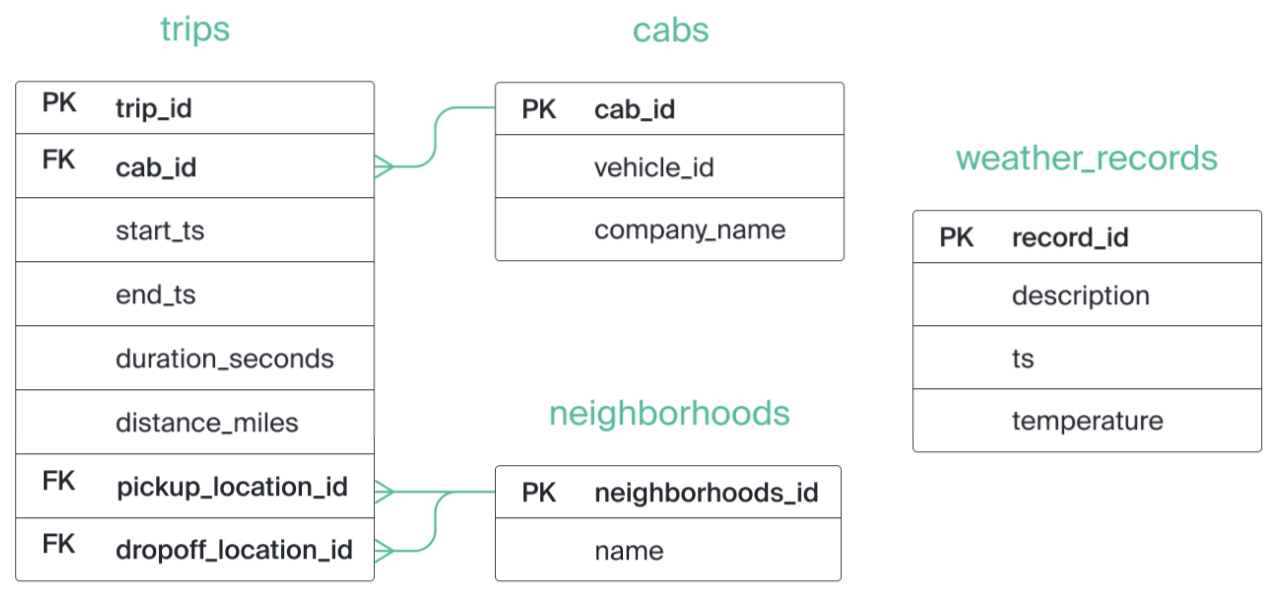 trips
PK trip_id
FK cab_id
start_ts
end_ts
duration_seconds
distance_miles
FK pickup_location_id
FK dropoff_location_id
cabs
PK cab_id
vehicle_id
company_name
neighborhoods
PK neighborhoods_id
name
weather_records
PK record_id
description
ts
temperature